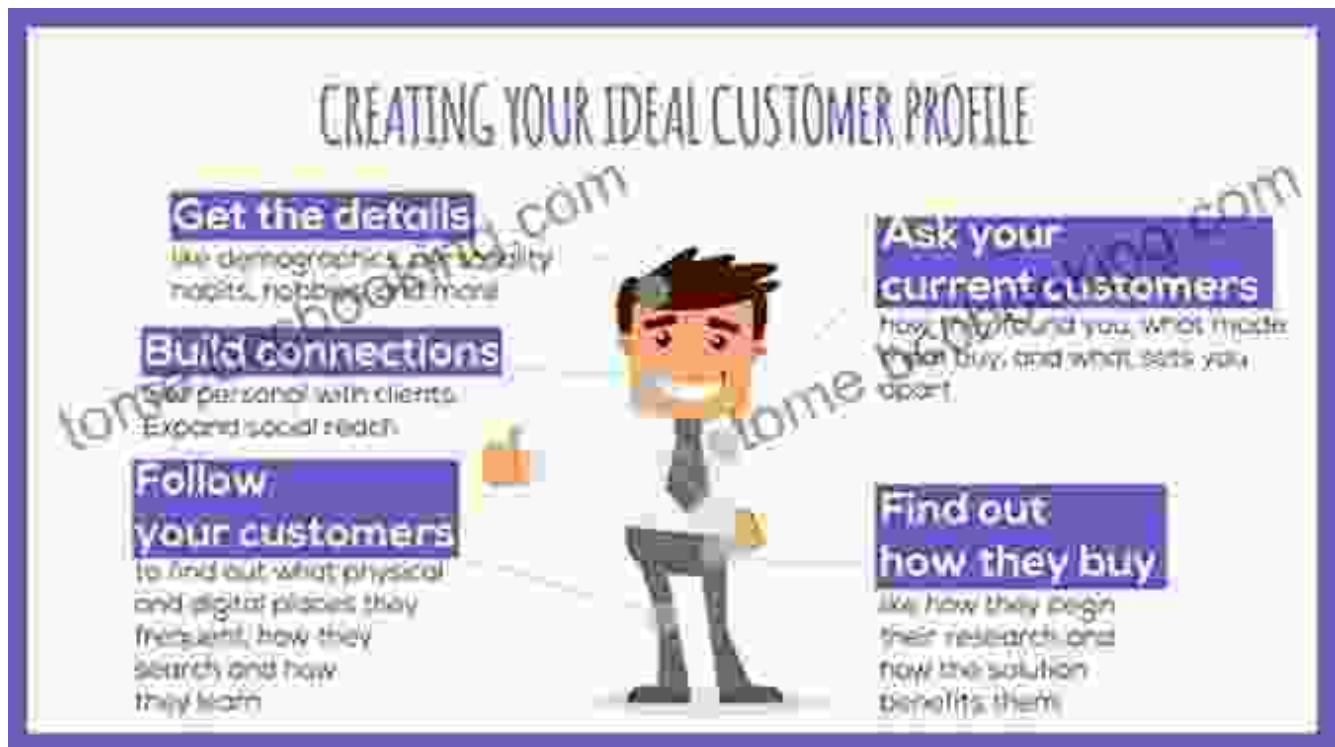 CREATING YOUR IDEAL CUSTOMER PROFILE
Get the details
like demographics, personality
habits, hobbies, and more
Build connections
Get personal with clients.
Expand social reach
Follow
your customers
to find out what physical
and digital places they
frequent, how they
search and how
they learn
Ask your
current customers
how they found you, what made
them buy, and what sets you
apart
Find out
how they buy
like how they begin
their research and
how the solution
benefits them